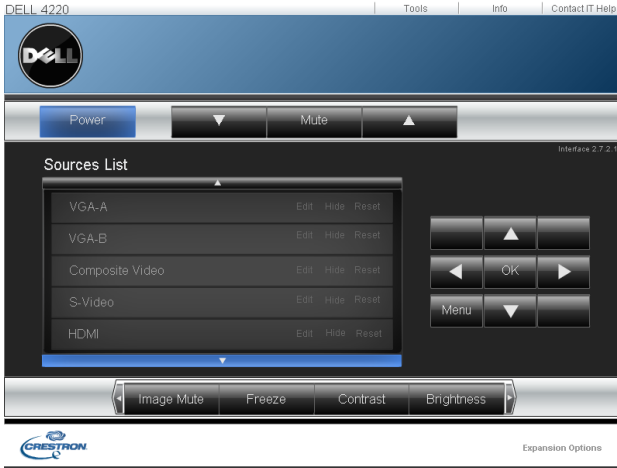 DELL 4220
Tools Info Contact IT Help
DELL
Power Mute
Interface 2.7.2.1
Sources List
VGA-A Edit Hide Reset
VGA-B Edit Hide Reset
Composite Video Edit Hide Reset
S-Video Edit Hide Reset
HDMI Edit Hide Reset
OK
Menu
Image Mute Freeze Contrast Brightness
CRESTRON
Expansion Options